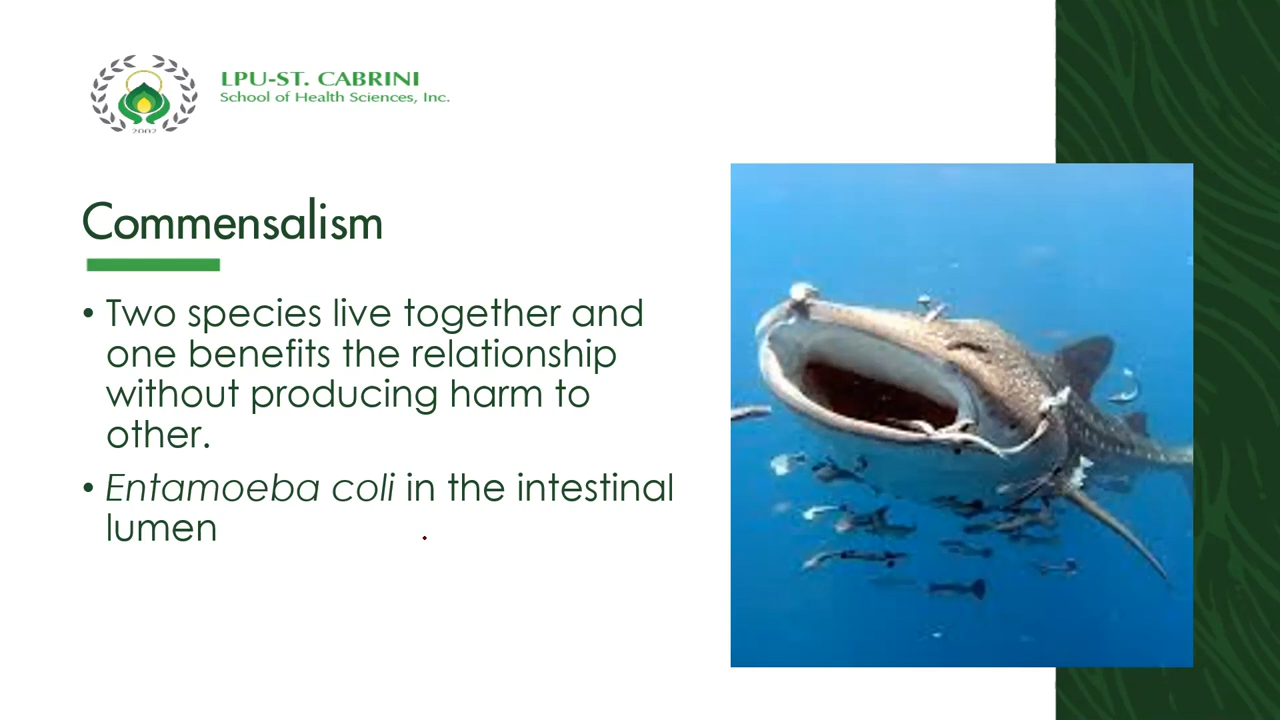 LPU-ST. CABRINI
School of Health Sciences, Inc.
2002
Commensalism
• Two species live together and
one benefits the relationship
without producing harm to
other.
• Entamoeba coli in the intestinal
lumen